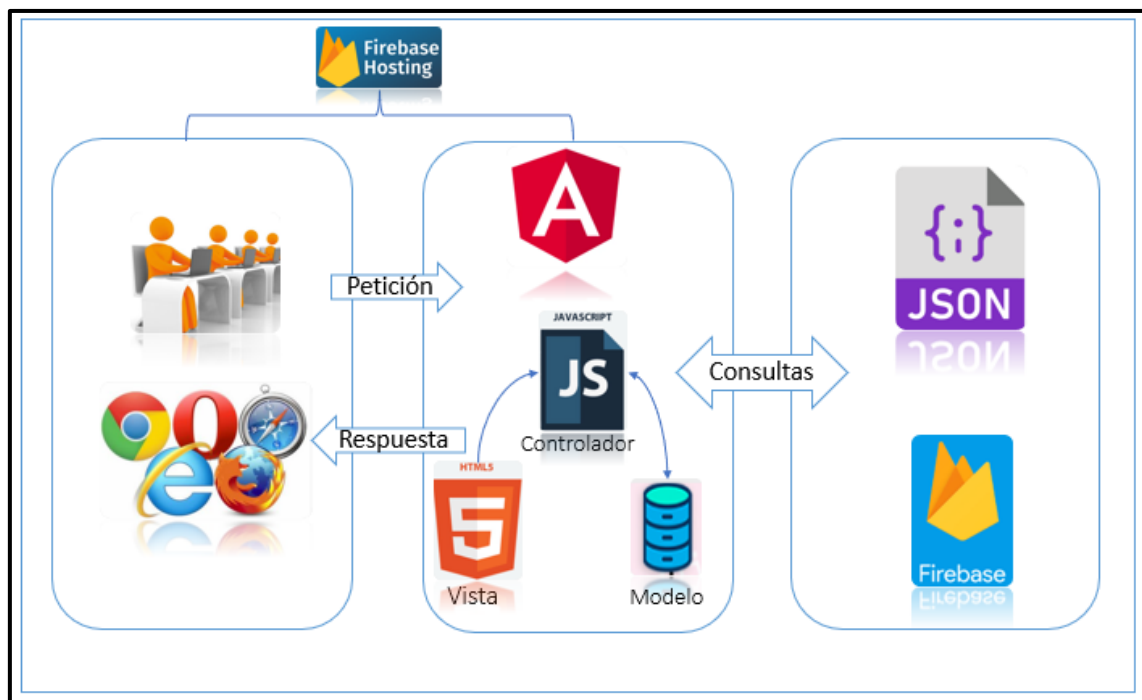 Firebase
Hosting
Petición
Respuesta
JAVASCRIPT
JS
Controlador
HTML5
Vista
Modelo
Consultas
{;}
JSON
Firebase